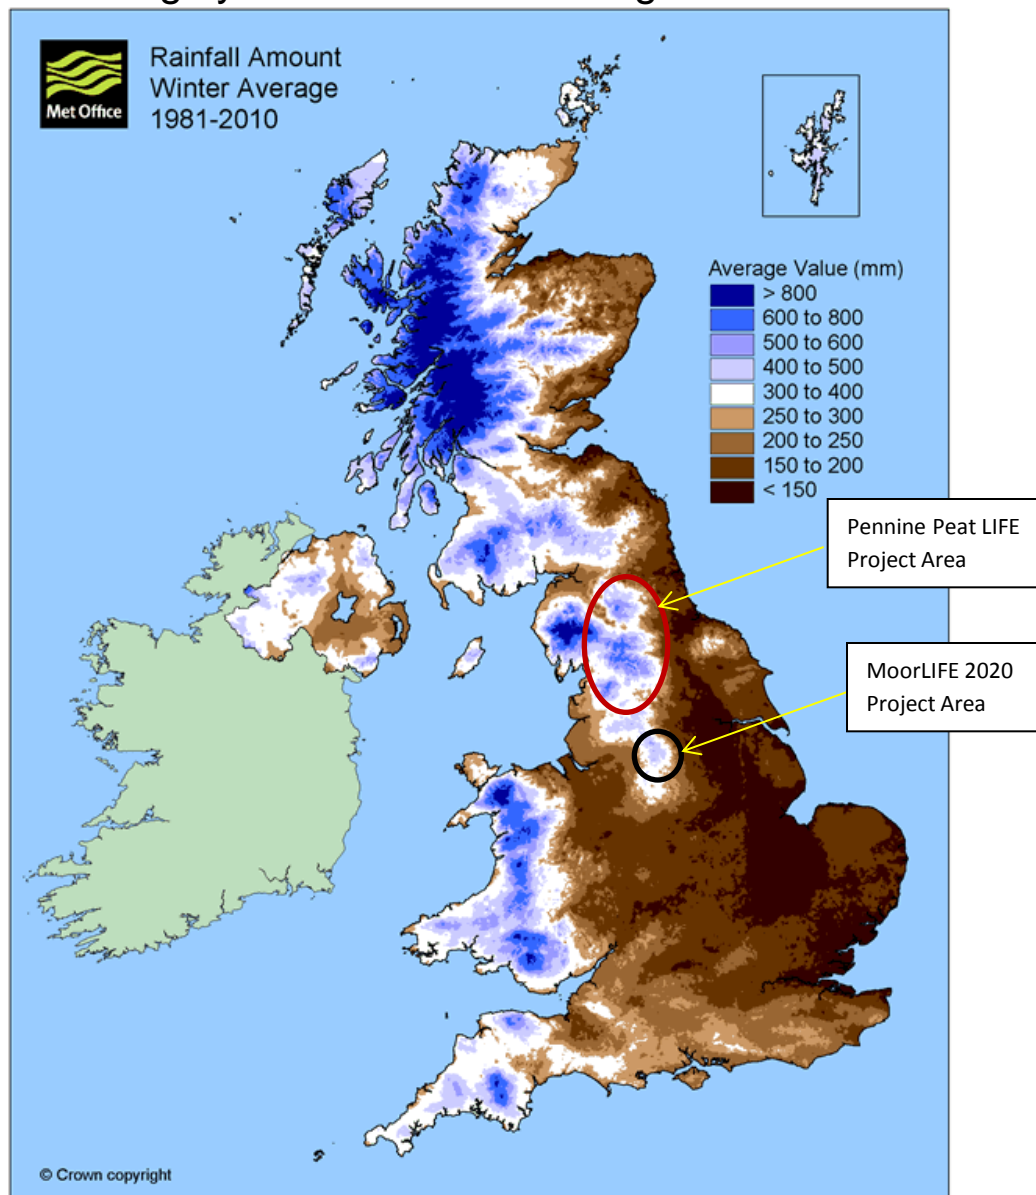 Met Office
Rainfall Amount
Winter Average
1981-2010
Average Value (mm)
> 800
600 to 800
500 to 600
400 to 500
300 to 400
250 to 300
200 to 250
150 to 200
< 150
Pennine Peat LIFE
Project Area
MoorLIFE 2020
Project Area
© Crown copyright